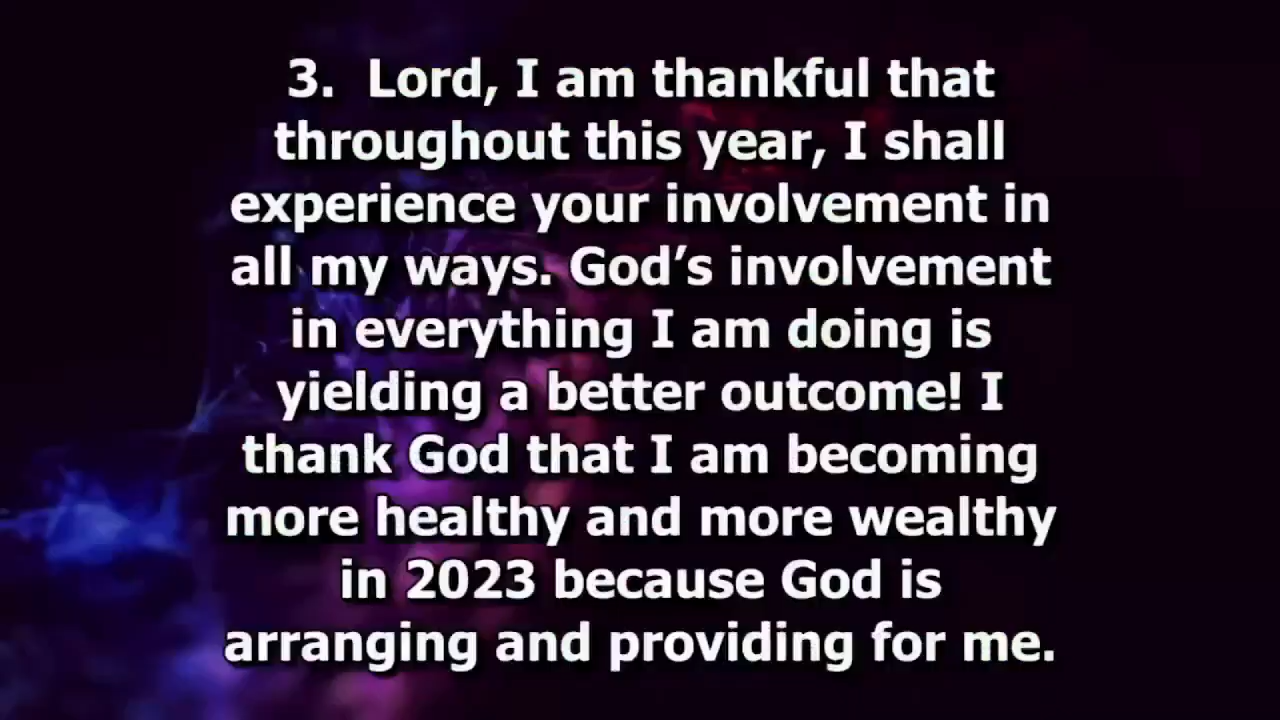 3.  Lord, I am thankful that
throughout this year, I shall
experience your involvement in
all my ways. God’s involvement
in everything I am doing is
yielding a better outcome! I
thank God that I am becoming
more healthy and more wealthy
in 2023 because God is
arranging and providing for me.